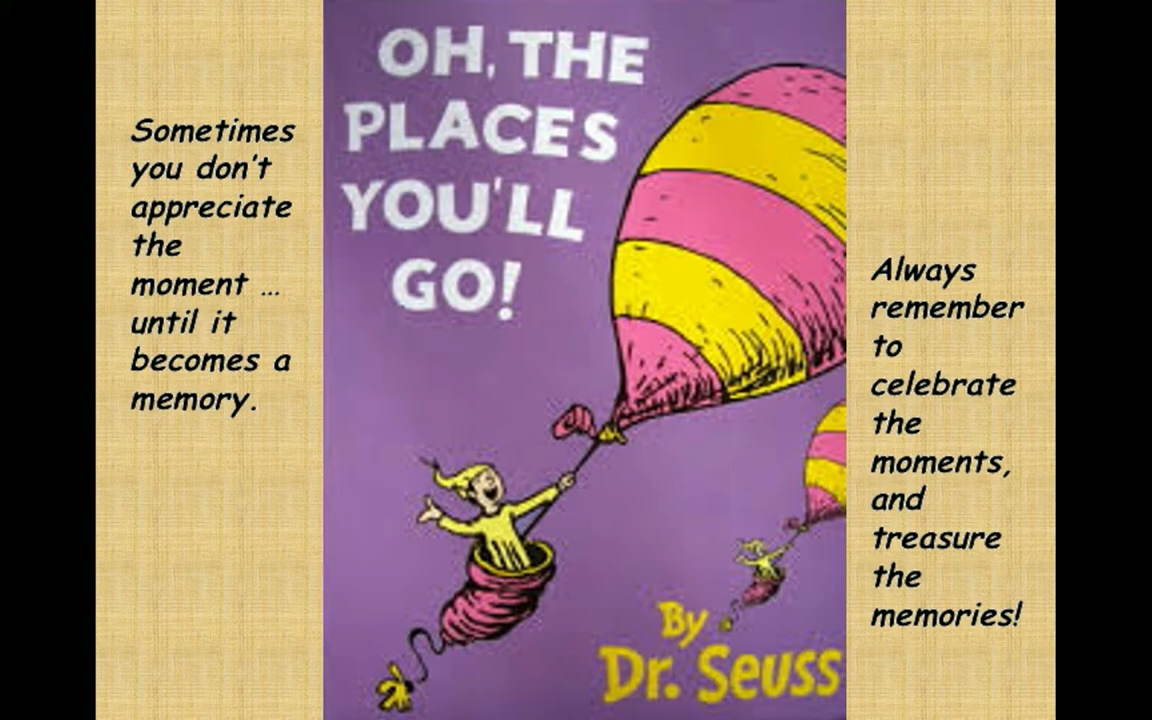 Sometimes
you don't
appreciate
the
moment ...
until it
becomes a
memory.
OH, THE
PLACES
YOU'LL
GO!
By
Dr. Seuss
Always
remember
to
celebrate
the
moments,
and
treasure
the
memories!